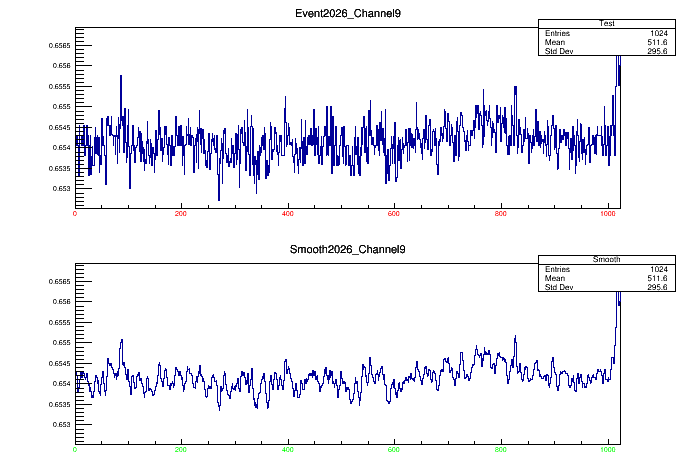 Event2026_Channel9
Test
Entries 1024
Mean 511.6
Std Dev 295.6
0.6565
0.656
0.6555
0.655
0.6545
0.654
0.6535
0.653
0 200 400 600 800 1000
Smooth2026_Channel9
Smooth
Entries 1024
Mean 511.6
Std Dev 295.6
0.6565
0.656
0.6555
0.655
0.6545
0.654
0.6535
0.653
0 200 400 600 800 1000